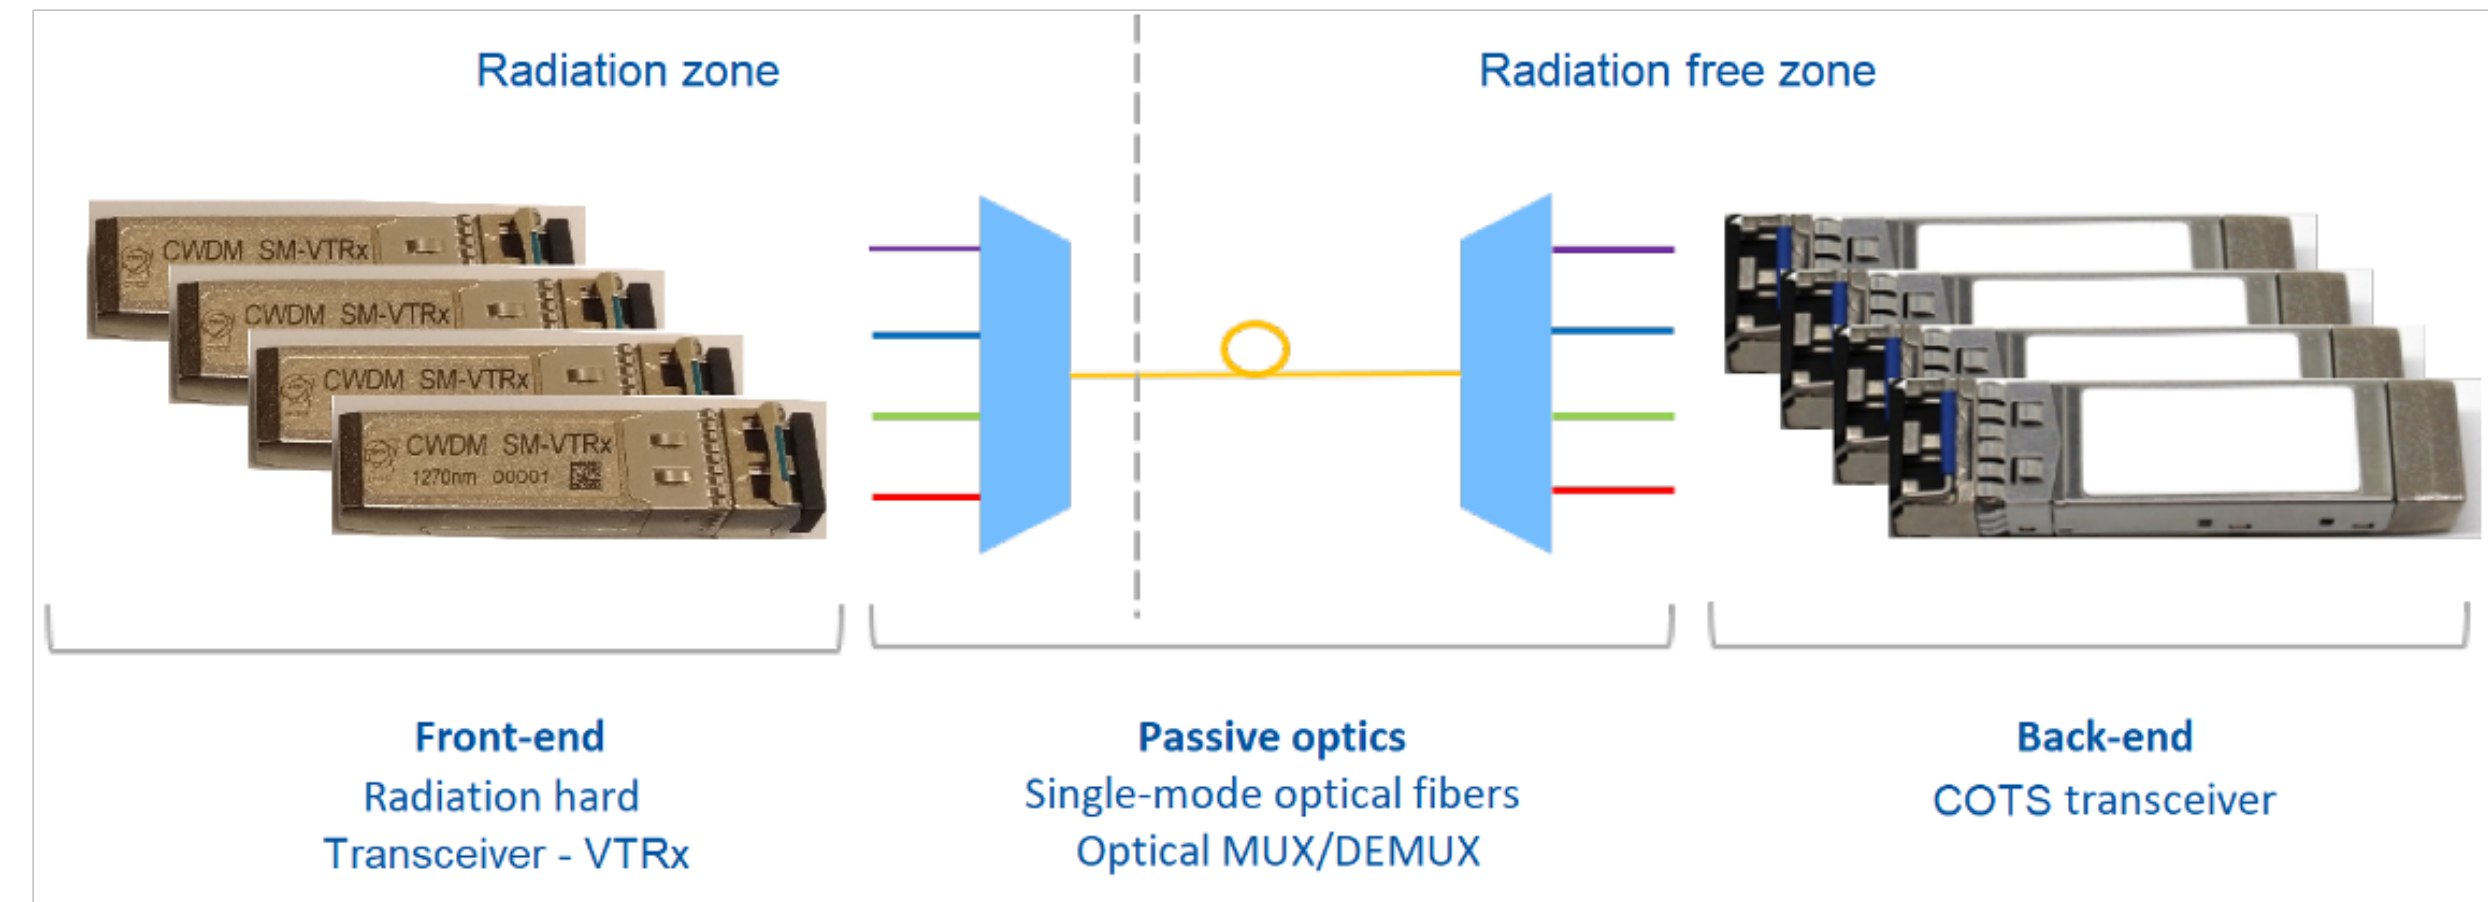 Radiation zone
Radiation free zone
CWDM SM-VTRx
CWDM SM-VTRx
CWDM SM-VTRx
CWDM SM-VTRx
1270nm 00001
Front-end
Radiation hard
Transceiver - VTRx
Passive optics
Single-mode optical fibers
Optical MUX/DEMUX
Back-end
COTS transceiver